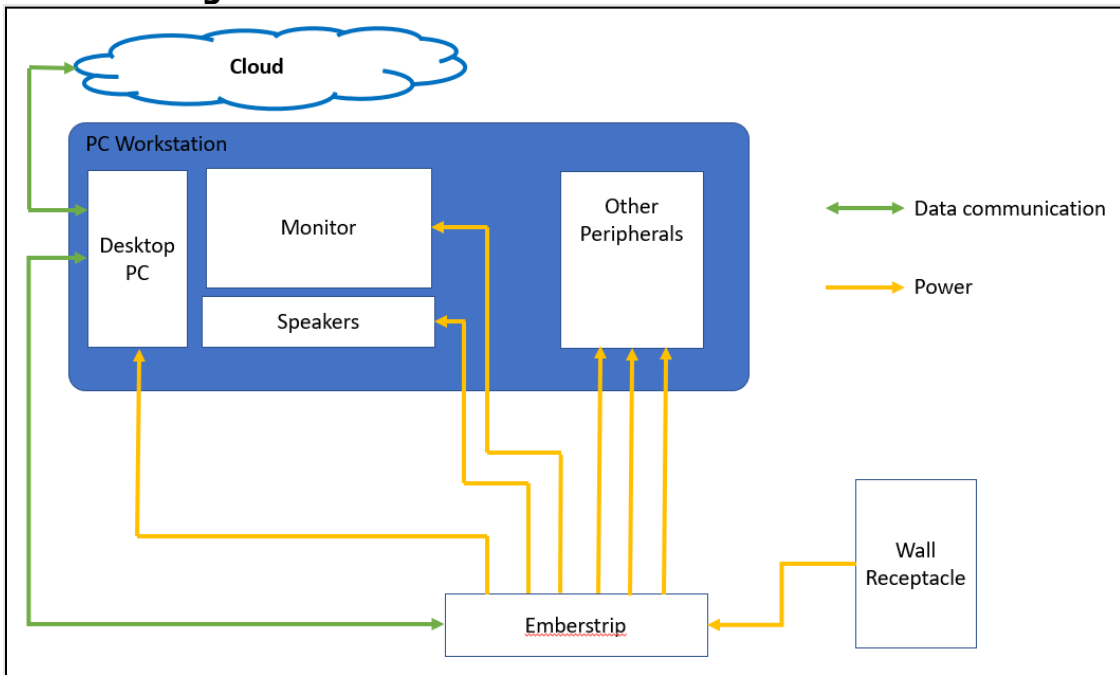 Cloud
PC Workstation
Desktop
PC
Monitor
Speakers
Other
Peripherals
Data communication
Power
Wall
Receptacle
Emberstrip